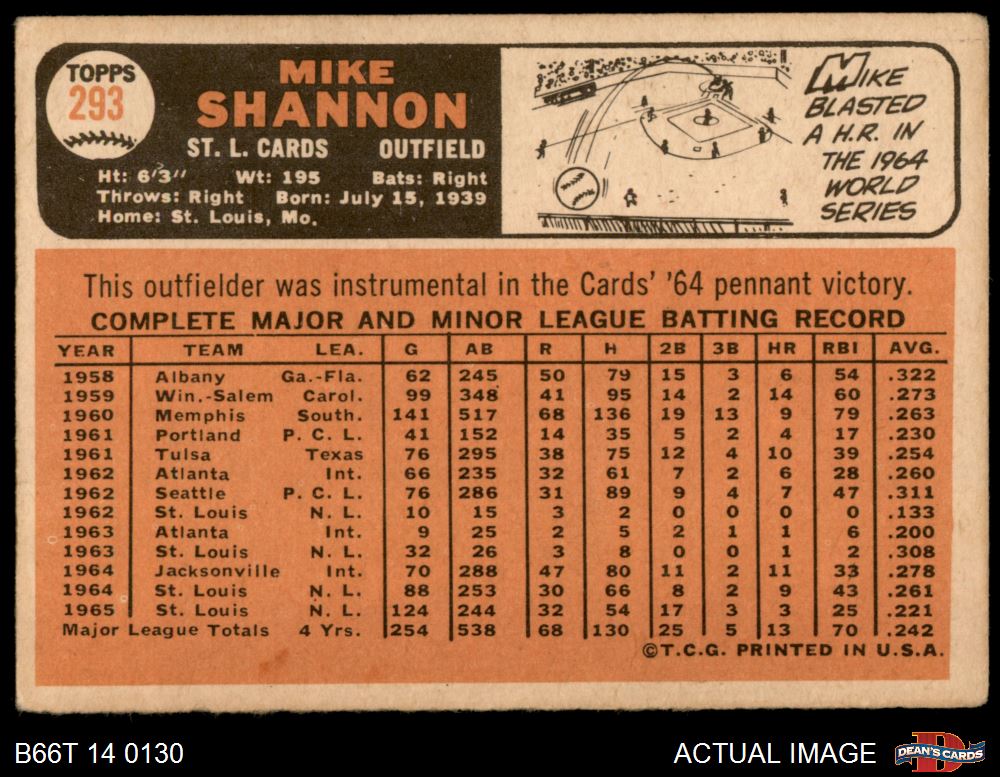 TOPPS
293
MIKE
SHANNON
ST. L. CARDS OUTFIELD
Ht: 6'3" Wt: 195 Bats: Right
Throws: Right Born: July 15, 1939
Home: St. Louis, Mo.
MIKE
BLASTED
A H.R. IN
THE 1964
WORLD
SERIES
This outfielder was instrumental in the Cards' '64 pennant victory.
COMPLETE MAJOR AND MINOR LEAGUE BATTING RECORD
YEAR TEAM LEA. G AB R H 2B 3B HR RBI AVG.
1958 Albany Ga.-Fla. 62 245 50 79 15 3 6 54 .322
1959 Win.-Salem Carol. 99 348 41 95 14 2 14 60 .273
1960 Memphis South. 141 517 68 136 19 13 9 79 .263
1961 Portland P. C. L. 41 152 14 35 5 2 4 17 .230
1961 Tulsa Texas 76 295 38 75 12 4 10 39 .254
1962 Atlanta Int. 66 235 32 61 7 2 6 28 .260
1962 Seattle P. C. L. 76 286 31 89 9 4 7 47 .311
1962 St. Louis N. L. 10 15 3 2 0 0 0 0 .133
1963 Atlanta Int. 9 25 2 5 2 1 1 6 .200
1963 St. Louis N. L. 32 26 3 8 0 0 1 2 .308
1964 Jacksonville Int. 70 288 47 80 11 2 11 33 .278
1964 St. Louis N. L. 88 253 30 66 8 2 9 43 .261
1965 St. Louis N. L. 124 244 32 54 17 3 3 25 .221
Major League Totals 4 Yrs. 254 538 68 130 25 5 13 70 .242
©T.C.G. PRINTED IN U.S.A.
B66T 14 0130 ACTUAL IMAGE DEAN'S CARDS